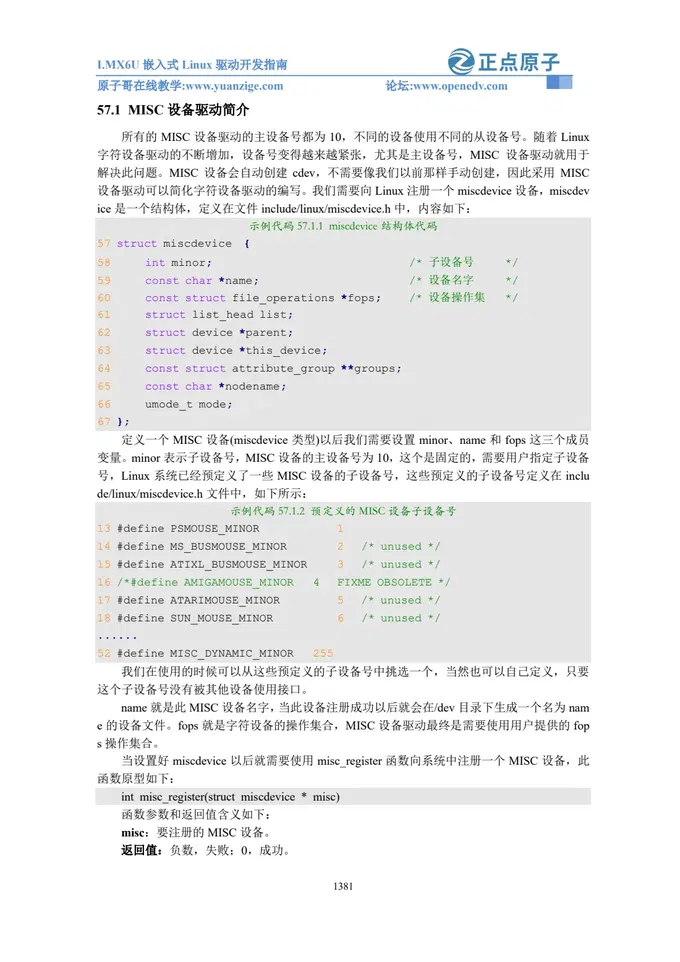 I.MX6U 嵌入式 Linux 驱动开发指南
正点原子
原子哥在线教学:www.yuanzige.com 论坛:www.openedv.com
57.1 MISC 设备驱动简介
所有的 MISC 设备驱动的主设备号都为 10，不同的设备使用不同的从设备号。随着 Linux
字符设备驱动的不断增加，设备号变得越来越紧张，尤其是主设备号，MISC 设备驱动就用于
解决此问题。MISC 设备会自动创建 cdev，不需要像我们以前那样手动创建，因此采用 MISC
设备驱动可以简化字符设备驱动的编写。我们需要向 Linux 注册一个 miscdevice 设备，miscdev
ice 是一个结构体，定义在文件 include/linux/miscdevice.h 中，内容如下：
示例代码 57.1.1 miscdevice 结构体代码
57 struct miscdevice {
58 int minor; /* 子设备号 */
59 const char *name; /* 设备名字 */
60 const struct file_operations *fops; /* 设备操作集 */
61 struct list_head list;
62 struct device *parent;
63 struct device *this_device;
64 const struct attribute_group **groups;
65 const char *nodename;
66 umode_t mode;
67 };
定义一个 MISC 设备(miscdevice 类型)以后我们需要设置 minor、name 和 fops 这三个成员
变量。minor 表示子设备号，MISC 设备的主设备号为 10，这个是固定的，需要用户指定子设备
号，Linux 系统已经预定义了一些 MISC 设备的子设备号，这些预定义的子设备号定义在 inclu
de/linux/miscdevice.h 文件中，如下所示：
示例代码 57.1.2 预定义的 MISC 设备子设备号
13 #define PSMOUSE_MINOR 1
14 #define MS_BUSMOUSE_MINOR 2 /* unused */
15 #define ATIXL_BUSMOUSE_MINOR 3 /* unused */
16 /*#define AMIGAMOUSE_MINOR 4 FIXME OBSOLETE */
17 #define ATARIMOUSE_MINOR 5 /* unused */
18 #define SUN_MOUSE_MINOR 6 /* unused */
......
52 #define MISC_DYNAMIC_MINOR 255
我们在使用的时候可以从这些预定义的子设备号中挑选一个，当然也可以自己定义，只要
这个子设备号没有被其他设备使用接口。
name 就是此 MISC 设备名字，当此设备注册成功以后就会在/dev 目录下生成一个名为 nam
e 的设备文件。fops 就是字符设备的操作集合，MISC 设备驱动最终是需要使用用户提供的 fop
s 操作集合。
当设置好 miscdevice 以后就需要使用 misc_register 函数向系统中注册一个 MISC 设备，此
函数原型如下：
int misc_register(struct miscdevice * misc)
函数参数和返回值含义如下：
misc：要注册的 MISC 设备。
返回值：负数，失败；0，成功。
1381